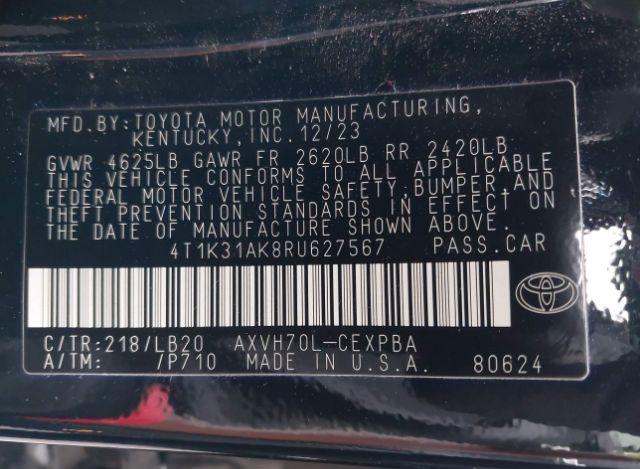 MFD.BY:TOYOTA MOTOR MANUFACTURING,
KENTUCKY,INC.12/23
GVWR 4625LB GAWR FR 2620LB RR 2420LB
THIS VEHICLE CONFORMS TO ALL APPLICABLE
FEDERAL MOTOR VEHICLE SAFETY,BUMPER,AND
THEFT PREVENTION STANDARDS IN EFFECT ON
THE DATE OF MANUFACTURE SHOWN ABOVE.
4T1K31AK8RU627567 PASS.CAR
C/TR:218/LB20 AXVH70L-CEXPBA
A/TM: /P710 MADE IN U.S.A. 80624